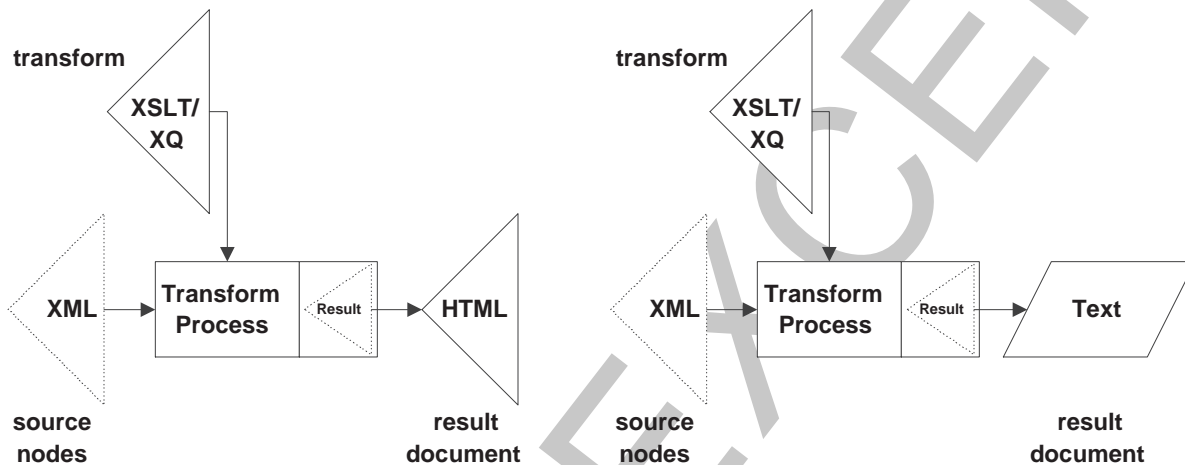 transform
XSLT/
XQ
XML
Transform
Process
Result
HTML
source
nodes
result
document
transform
XSLT/
XQ
XML
Transform
Process
Result
Text
source
nodes
result
document